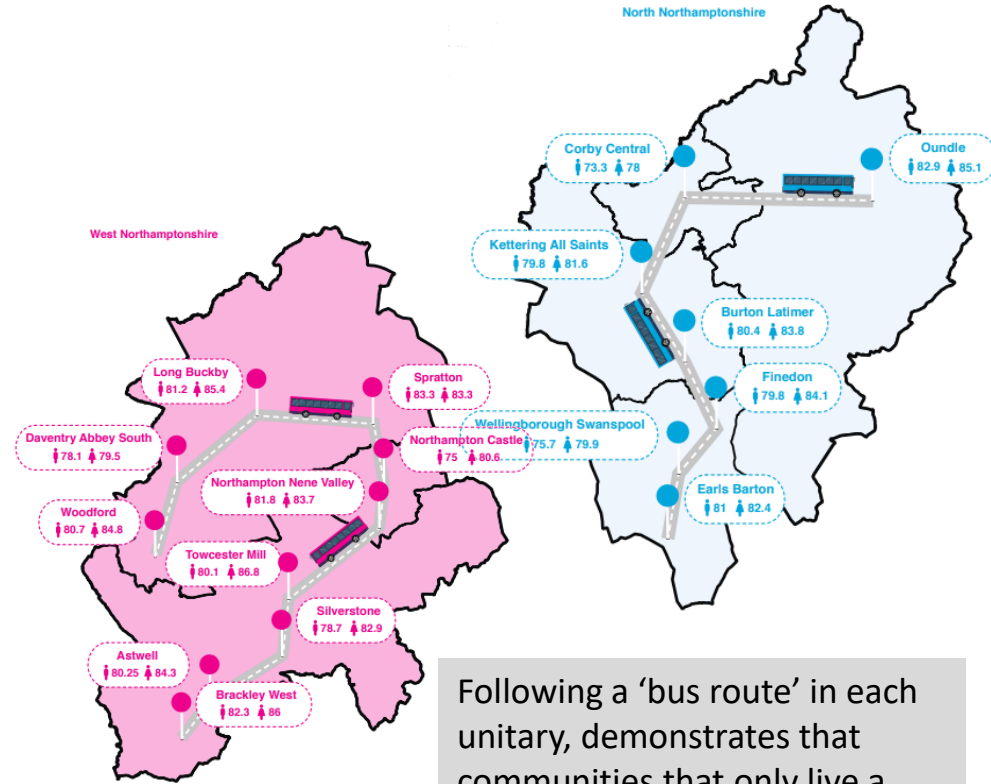 North Northamptonshire
Corby Central
73.3 78
Oundle
82.9 85.1
Kettering All Saints
79.8 81.6
Burton Latimer
80.4 83.8
Finedon
79.8 84.1
Wellingborough Swanspool
75.7 79.9
Earls Barton
81 82.4
West Northamptonshire
Long Buckby
81.2 85.4
Spratton
83.3 83.3
Daventry Abbey South
78.1 79.5
Northampton Castle
75 80.6
Northampton Nene Valley
81.8 83.7
Woodford
80.7 84.8
Towcester Mill
80.1 86.8
Silverstone
78.7 82.9
Astwell
80.25 84.3
Brackley West
82.3 86
Following a ‘bus route’ in each
unitary, demonstrates that
communities that only live a